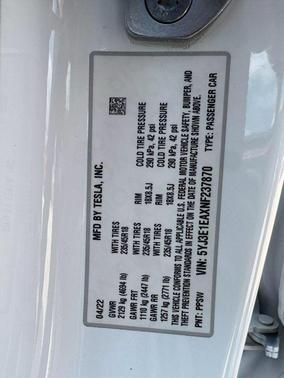 MFD BY TESLA, INC.
04/22
GVWR
2129 kg (4694 lb)
GAWR FRT WITH TIRES RIM COLD TIRE PRESSURE
1110 kg (2447 lb) 235/45R18 18X8.5J 290 kPa, 42 psi
GAWR RR WITH TIRES RIM COLD TIRE PRESSURE
1257 kg (2771 lb) 235/45R18 18X8.5J 290 kPa, 42 psi
THIS VEHICLE CONFORMS TO ALL APPLICABLE U.S. FEDERAL MOTOR VEHICLE SAFETY, BUMPER, AND
THEFT PREVENTION STANDARDS IN EFFECT ON THE DATE OF MANUFACTURE SHOWN ABOVE.
VIN: 5YJ3E1EAXNF237870 TYPE: PASSENGER CAR
PNT: PPSW